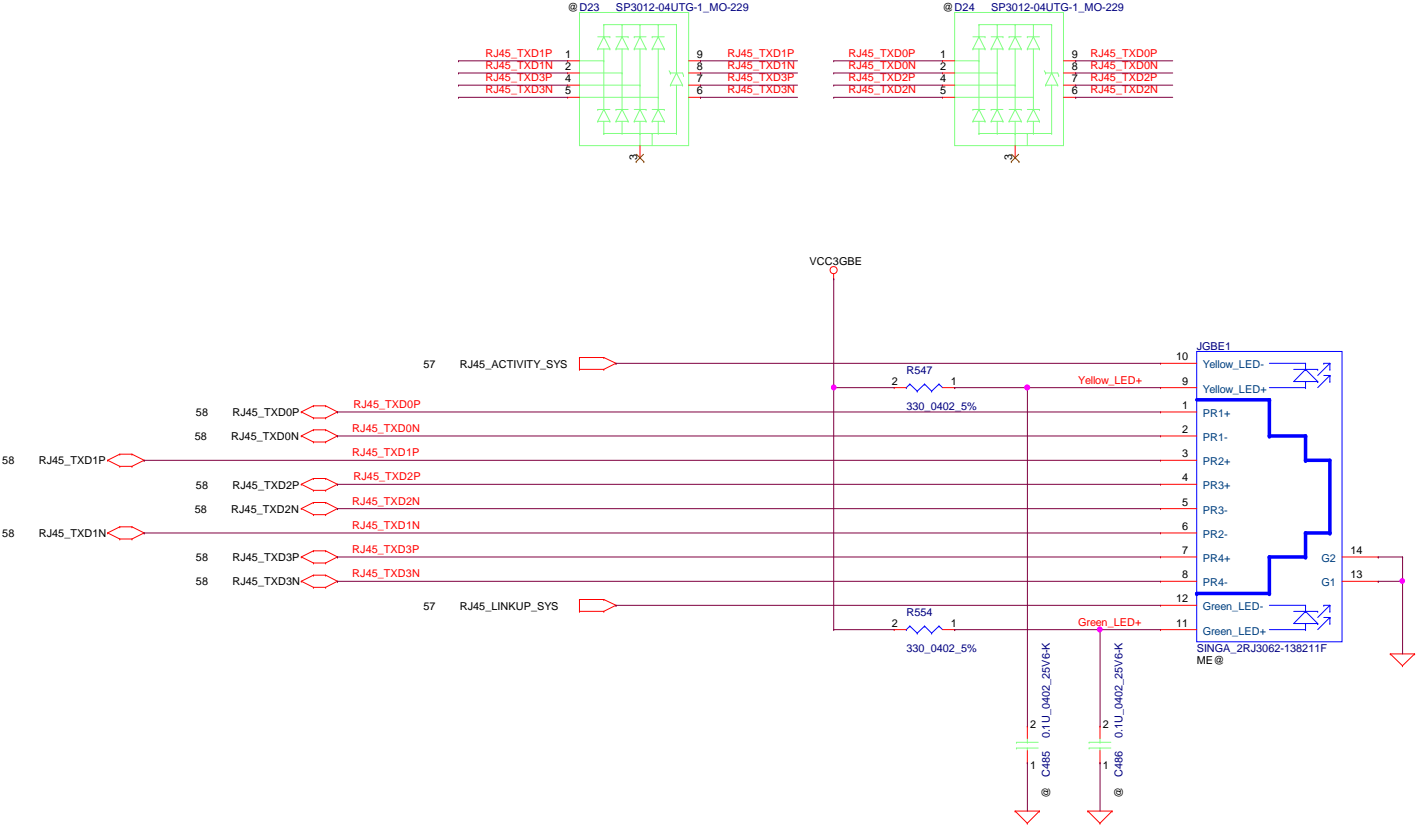 @ D23 SP3012-04UTG-1_MO-229
RJ45_TXD1P 1 9 RJ45_TXD1P
RJ45_TXD1N 2 8 RJ45_TXD1N
RJ45_TXD3P 4 7 RJ45_TXD3P
RJ45_TXD3N 5 6 RJ45_TXD3N
3
@ D24 SP3012-04UTG-1_MO-229
RJ45_TXD0P 1 9 RJ45_TXD0P
RJ45_TXD0N 2 8 RJ45_TXD0N
RJ45_TXD2P 4 7 RJ45_TXD2P
RJ45_TXD2N 5 6 RJ45_TXD2N
3
VCC3GBE
JGBE1
57 RJ45_ACTIVITY_SYS 10 Yellow_LED-
R547
2 1 Yellow_LED+ 9 Yellow_LED+
330_0402_5%
58 RJ45_TXD0P RJ45_TXD0P 1 PR1+
58 RJ45_TXD0N RJ45_TXD0N 2 PR1-
58 RJ45_TXD1P RJ45_TXD1P 3 PR2+
58 RJ45_TXD2P RJ45_TXD2P 4 PR3+
58 RJ45_TXD2N RJ45_TXD2N 5 PR3-
58 RJ45_TXD1N RJ45_TXD1N 6 PR2-
58 RJ45_TXD3P RJ45_TXD3P 7 PR4+ G2 14
58 RJ45_TXD3N RJ45_TXD3N 8 PR4- G1 13
57 RJ45_LINKUP_SYS 12 Green_LED-
R554
2 1 Green_LED+ 11 Green_LED+
330_0402_5%
SINGA_2RJ3062-138211F
ME@
2
1
@ C485 0.1U_0402_25V6-K
2
1
@ C486 0.1U_0402_25V6-K